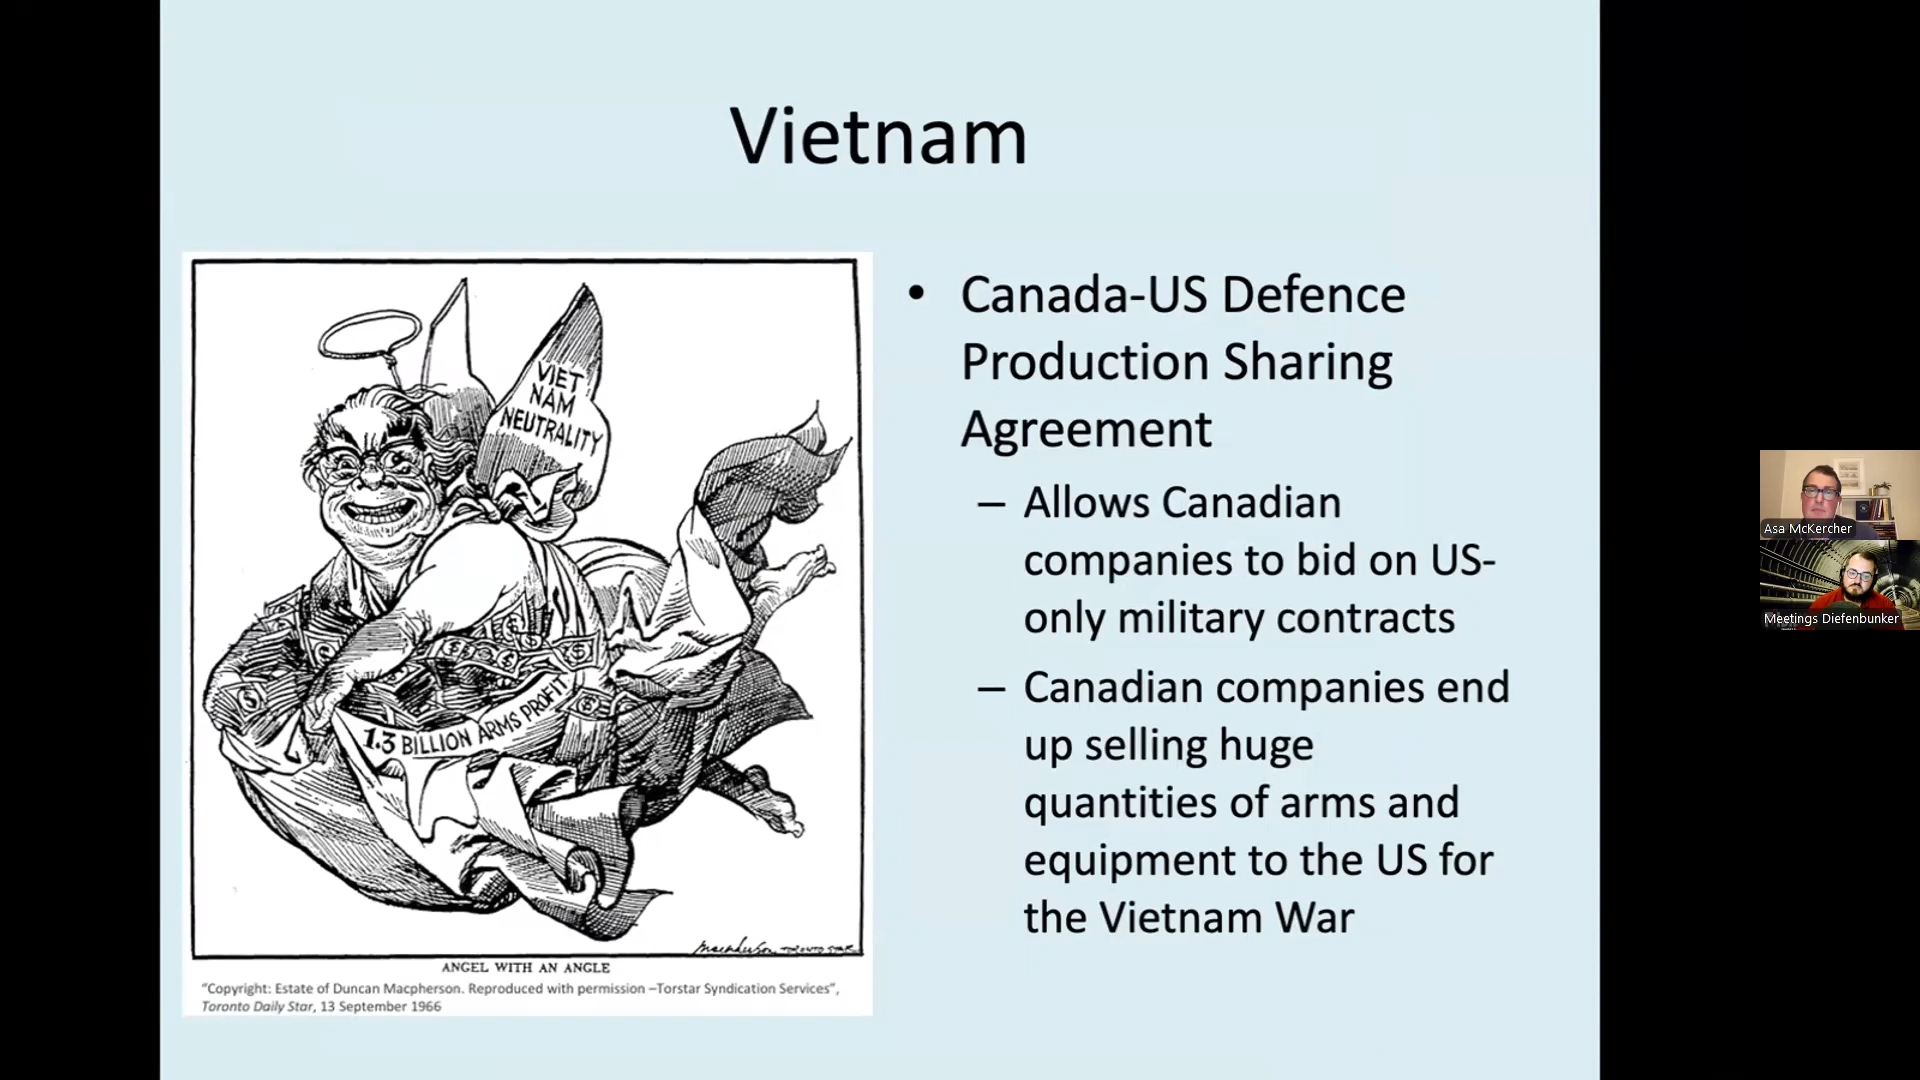 Vietnam
VIET
NAM
NEUTRALITY
1.3 BILLION ARMS PROFIT
TORONTO STAR
ANGEL WITH AN ANGLE
“Copyright: Estate of Duncan Macpherson. Reproduced with permission –Torstar Syndication Services”,
Toronto Daily Star, 13 September 1966
• Canada-US Defence
Production Sharing
Agreement
– Allows Canadian
companies to bid on US-
only military contracts
– Canadian companies end
up selling huge
quantities of arms and
equipment to the US for
the Vietnam War
Asa McKercher
Meetings Diefenbunker